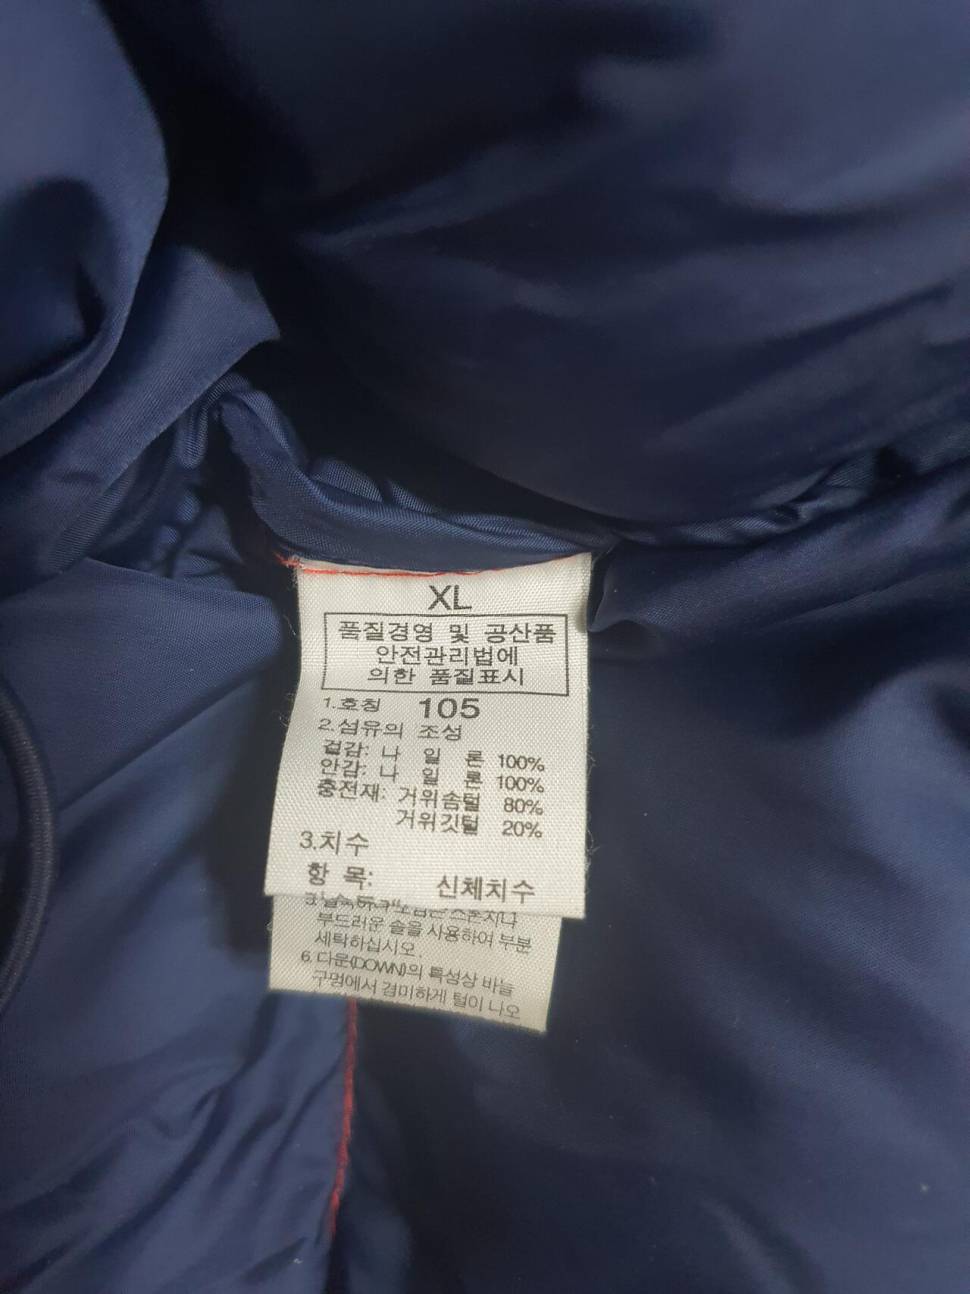 XL
품질경영 및 공산품
안전관리법에
의한 품질표시
1.호칭 105
2.섬유의 조성
겉감: 나 일 론 100%
안감: 나 일 론 100%
충전재: 거위솜털 80%
거위깃털 20%
3.치수
항 목: 신체치수
스폰지나
부드러운 솔을 사용하여 부분
세탁하십시오.
6.다운(DOWN)의 특성상 바늘
구멍에서 겸미하게 털이 나오